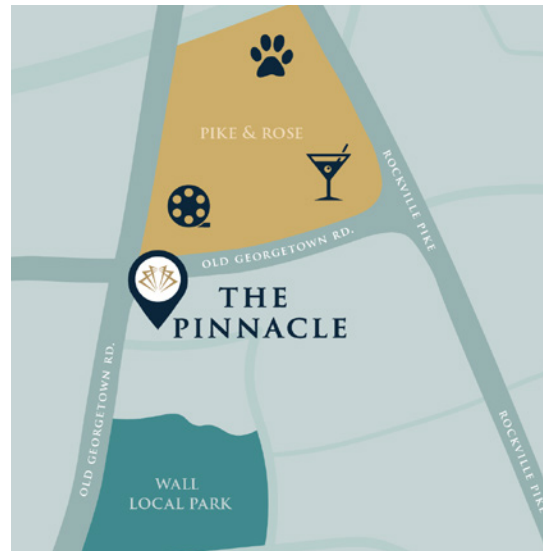 PIKE & ROSE
ROCKVILLE PIKE
OLD GEORGETOWN RD.
THE
PINNACLE
OLD GEORGETOWN RD.
ROCKVILLE PIKE
WALL
LOCAL PARK